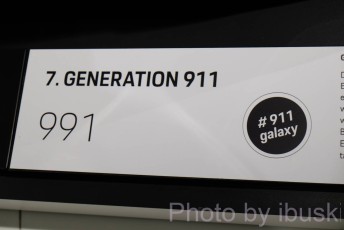 7. GENERATION 911
991
# 911
galaxy
Photo by ibuski